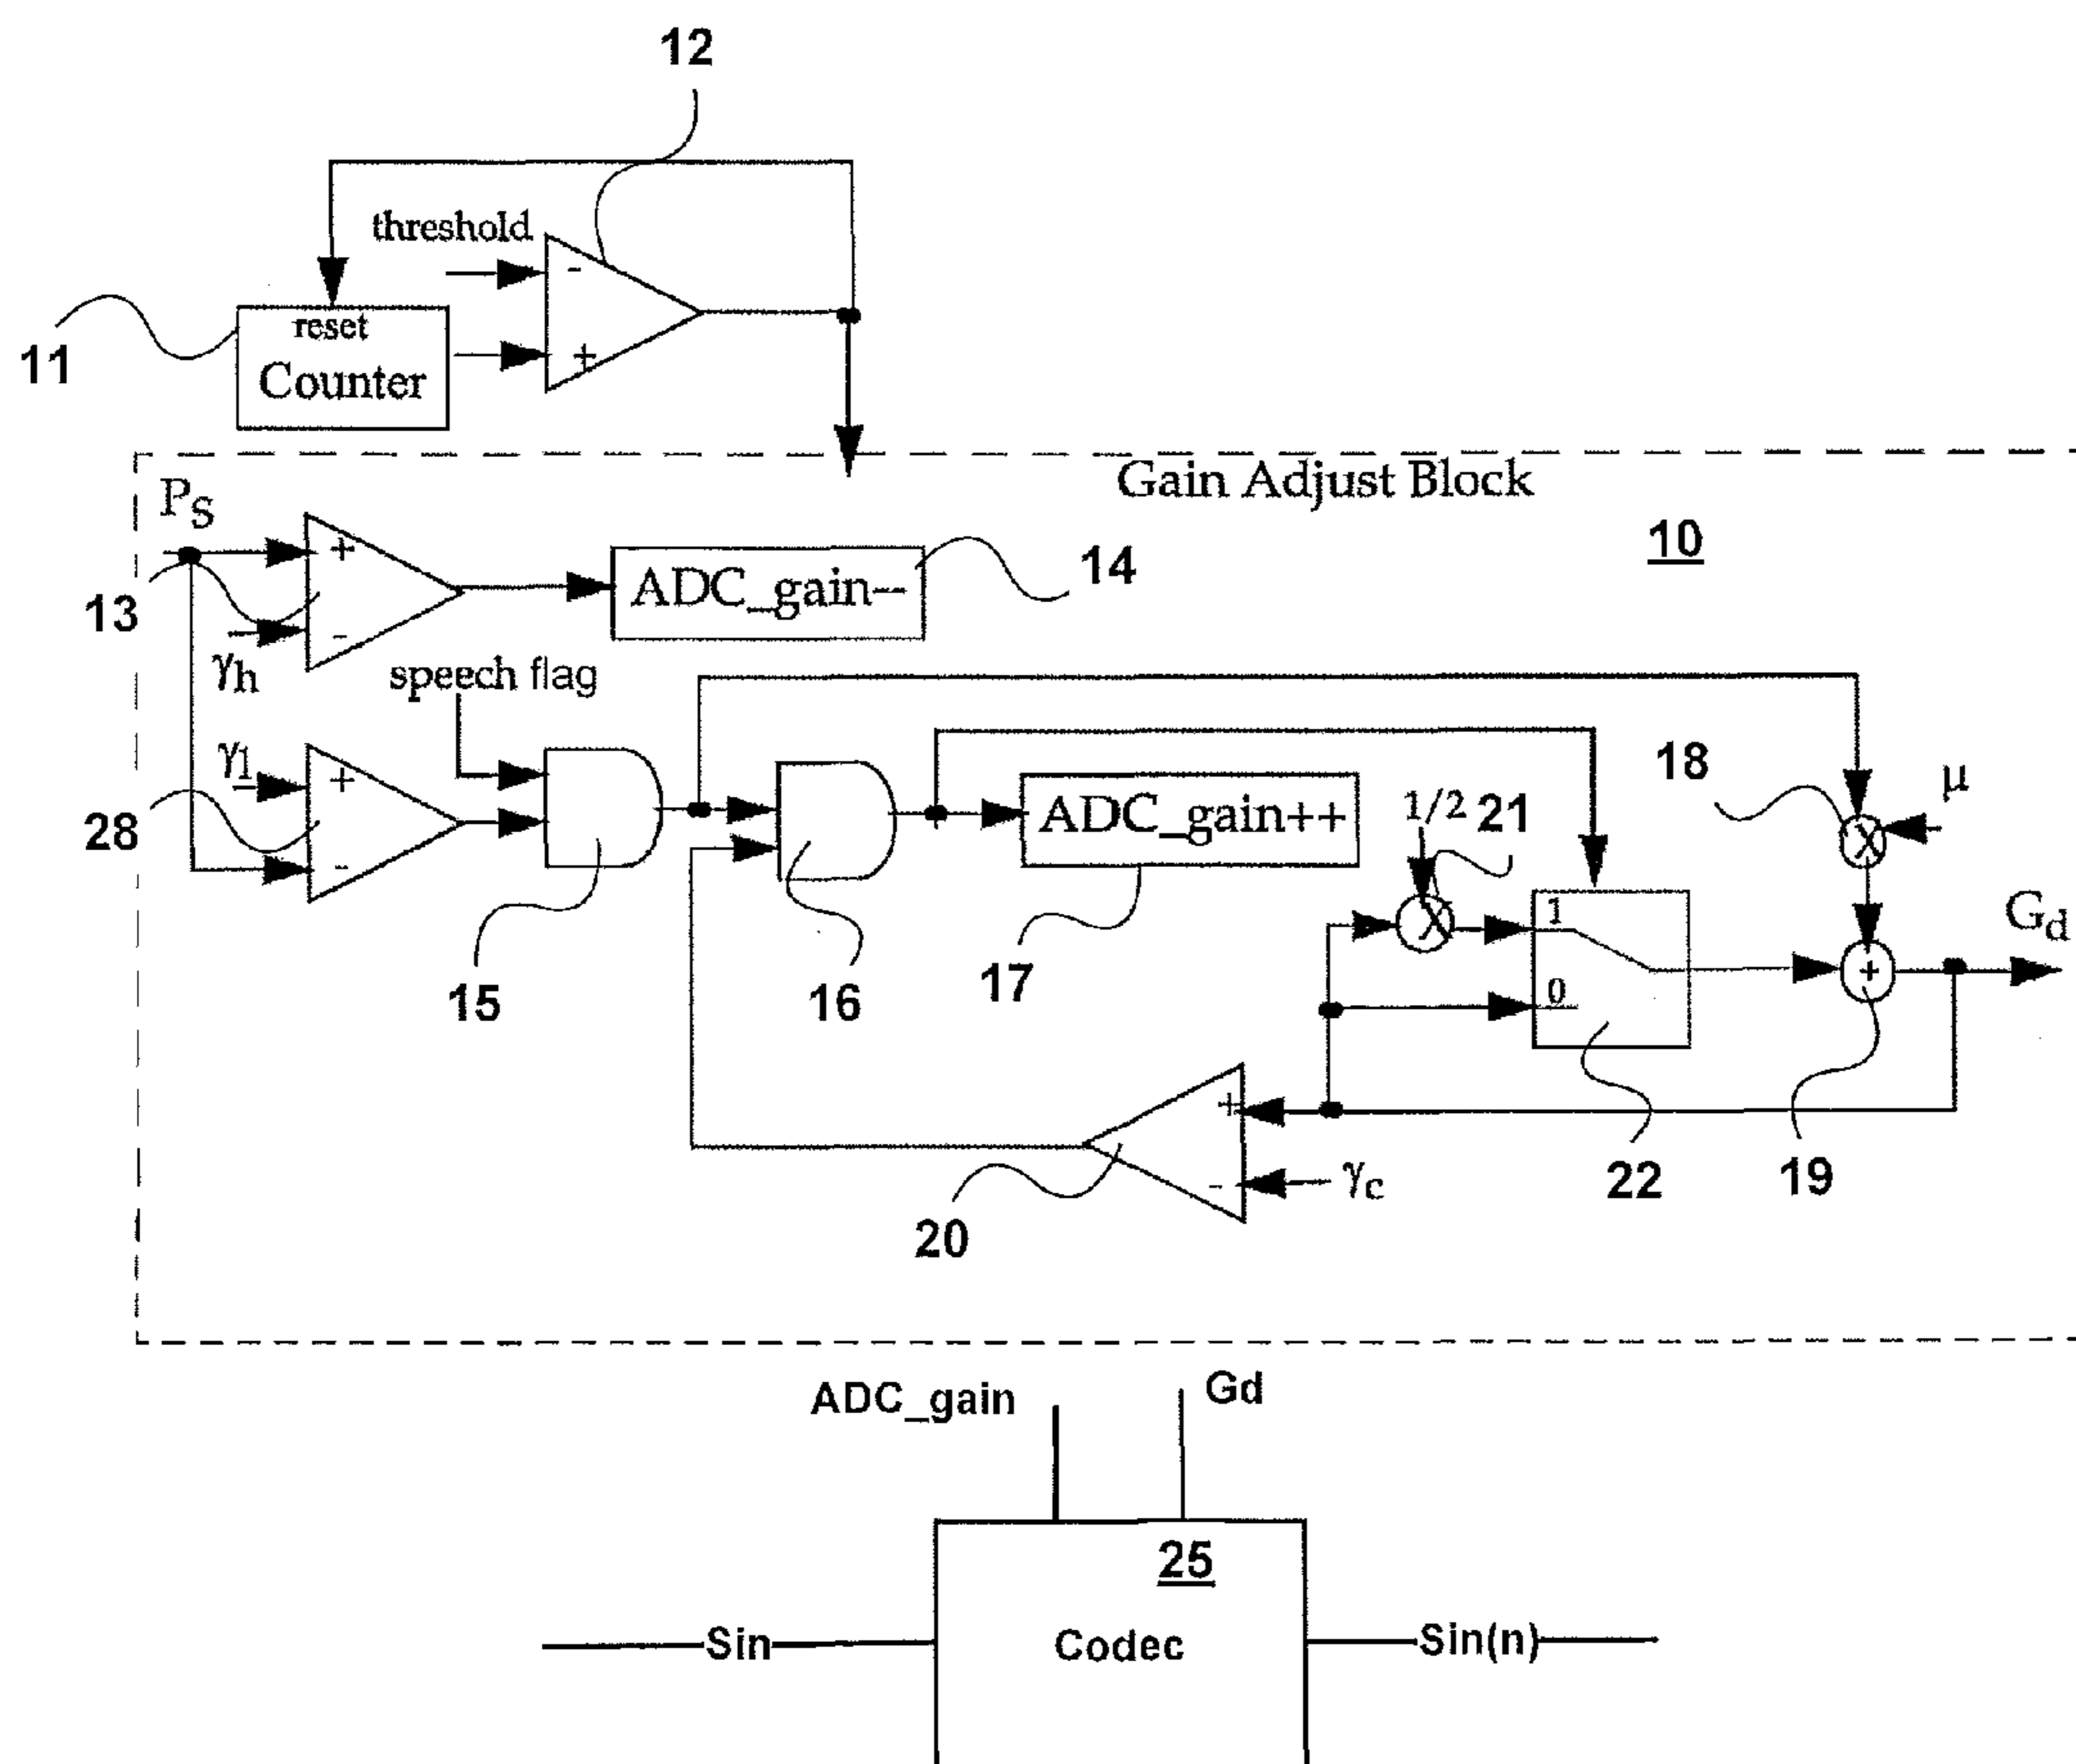 12
threshold
-
reset
Counter
+
11
Gain Adjust Block
10
PS
+
-
13
γh
ADC_gain--
14
speech flag
γl
+
-
28
15
16
ADC_gain++
17
1/2
21
18
X
μ
X
1
0
+
Gd
+
-
γc
20
22
19
ADC_gain
Gd
25
Codec
Sin
Sin(n)